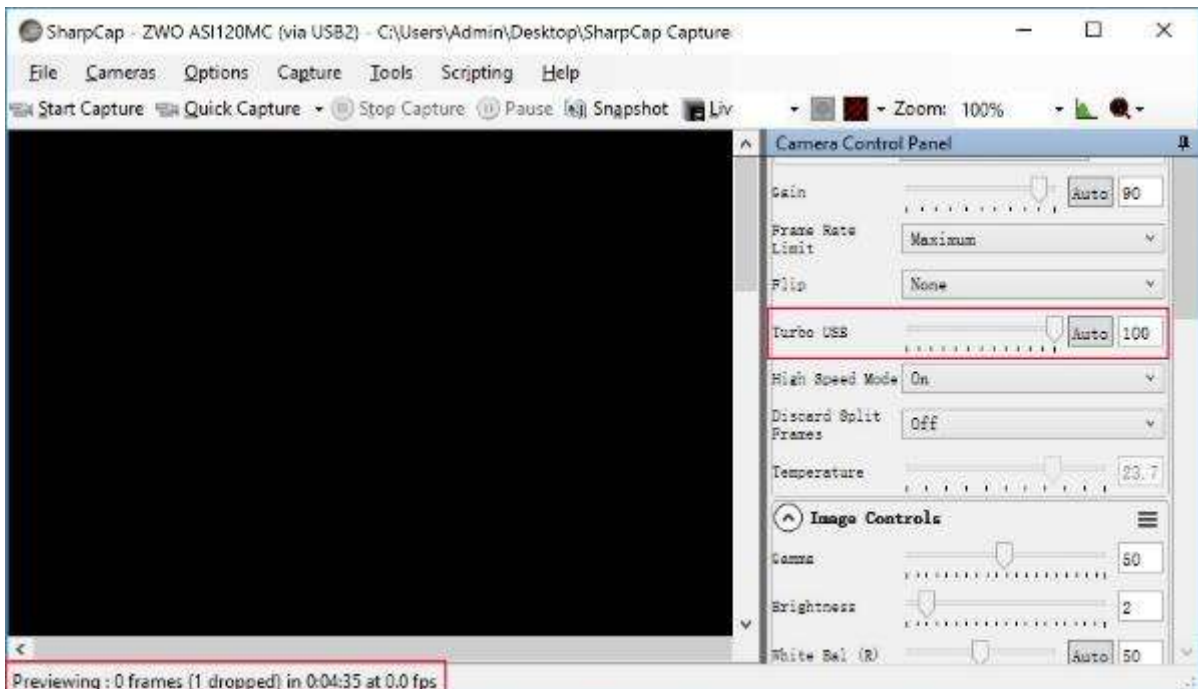 SharpCap - ZWO ASI120MC (via USB2) - C:\Users\Admin\Desktop\SharpCap Capture
File Cameras Options Capture Tools Scripting Help
Start Capture Quick Capture Stop Capture Pause Snapshot Liv Zoom: 100%
Camera Control Panel
Gain Auto 90
Frame Rate Limit Maximum
Flip None
Turbo USB Auto 100
High Speed Mode On
Discard Split Frames Off
Temperature 23.7
Image Controls
Gamma 50
Brightness 2
White Bal (R) Auto 50
Previewing : 0 frames (1 dropped) in 0:04:35 at 0.0 fps